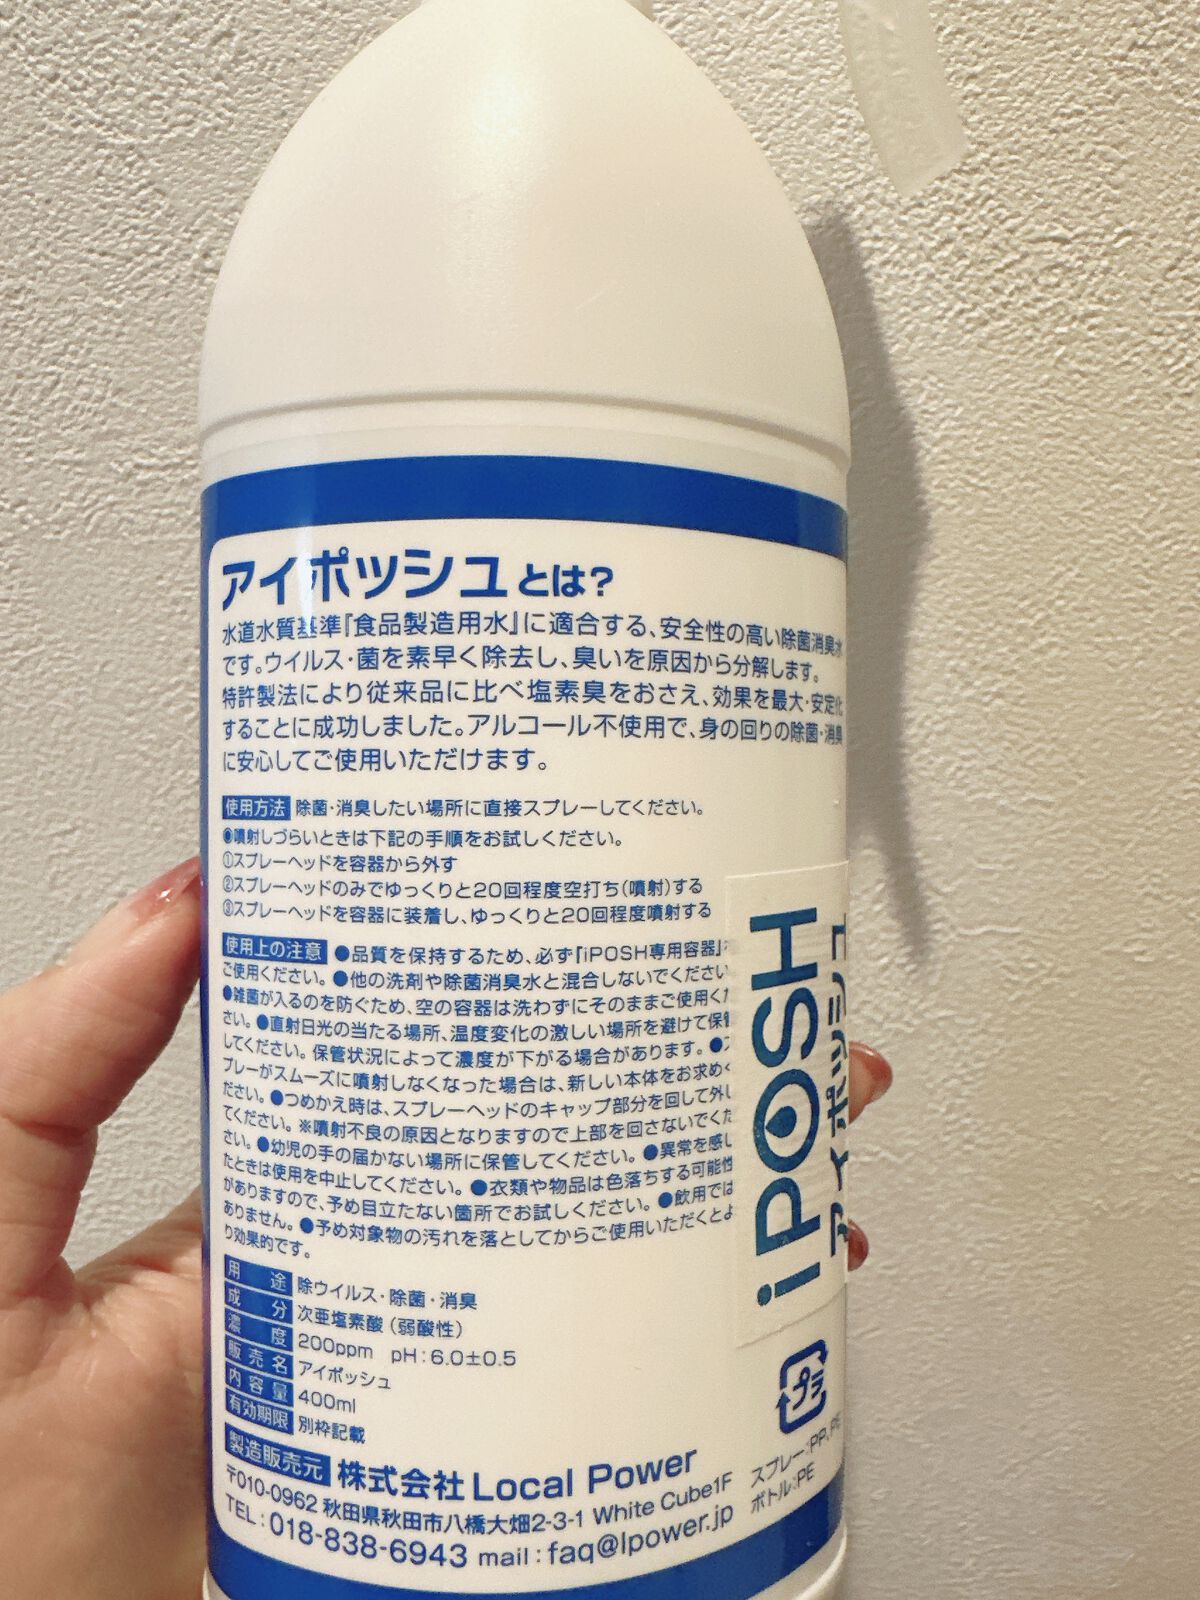 アイポッシュとは?
水道水質基準『食品製造用水』に適合する、安全性の高い除菌消臭水
です。ウイルス・菌を素早く除去し、臭いを原因から分解します。
特許製法により従来品に比べ塩素臭をおさえ、効果を最大・安定化
することに成功しました。アルコール不使用で、身の回りの除菌・消臭
に安心してご使用いただけます。
使用方法 除菌・消臭したい場所に直接スプレーしてください。
◉噴射しづらいときは下記の手順をお試しください。
①スプレーヘッドを容器から外す
②スプレーヘッドのみでゆっくりと20回程度空打ち(噴射)する
③スプレーヘッドを容器に装着し、ゆっくりと20回程度噴射する
使用上の注意 ●品質を保持するため、必ず『iPOSH専用容器』
ご使用ください。●他の洗剤や除菌消臭水と混合しないでください
●雑菌が入るのを防ぐため、空の容器は洗わずにそのままご使用くだ
さい。●直射日光の当たる場所、温度変化の激しい場所を避けて保管
してください。保管状況によって濃度が下がる場合があります。●
プレーがスムーズに噴射しなくなった場合は、新しい本体をお求めく
ださい。●つめかえ時は、スプレーヘッドのキャップ部分を回して外し
てください。※噴射不良の原因となりますので上部を回さないでくだ
さい。●幼児の手の届かない場所に保管してください。●異常を感じ
たときは使用を中止してください。●衣類や物品は色落ちする可能性
がありますので、予め目立たない箇所でお試しください。●飲用では
ありません。●予め対象物の汚れを落としてからご使用いただくとよ
り効果的です。
用途 除ウイルス・除菌・消臭
成分 次亜塩素酸(弱酸性)
濃度 200ppm pH:6.0±0.5
販売名 アイポッシュ
内容量 400ml
有効期限 別枠記載
製造販売元 株式会社 Local Power
〒010-0962 秋田県秋田市八橋大畑2-3-1 White Cube1F
TEL:018-838-6943 mail:faq@lpower.jp
iPOSH
アイポッシュ
プラ
スプレー:PP、PE
ボトル:PE